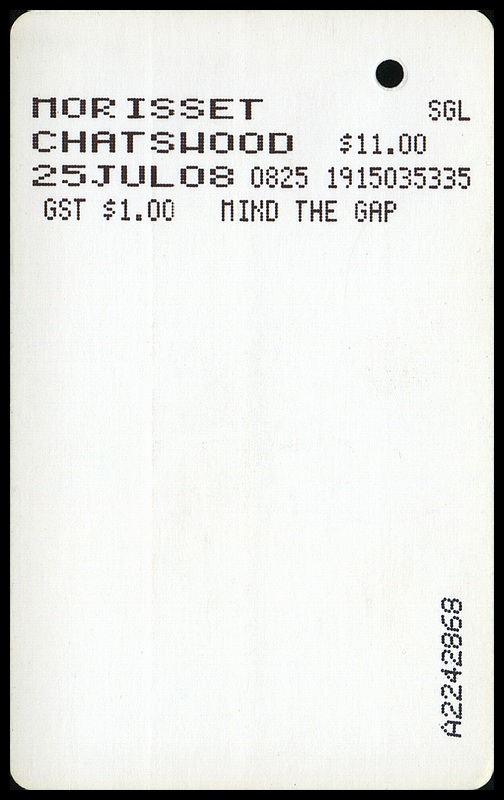 MORISSET SGL
CHATSWOOD $11.00
25JUL08 0825 1915035335
GST $1.00 MIND THE GAP
A2242868